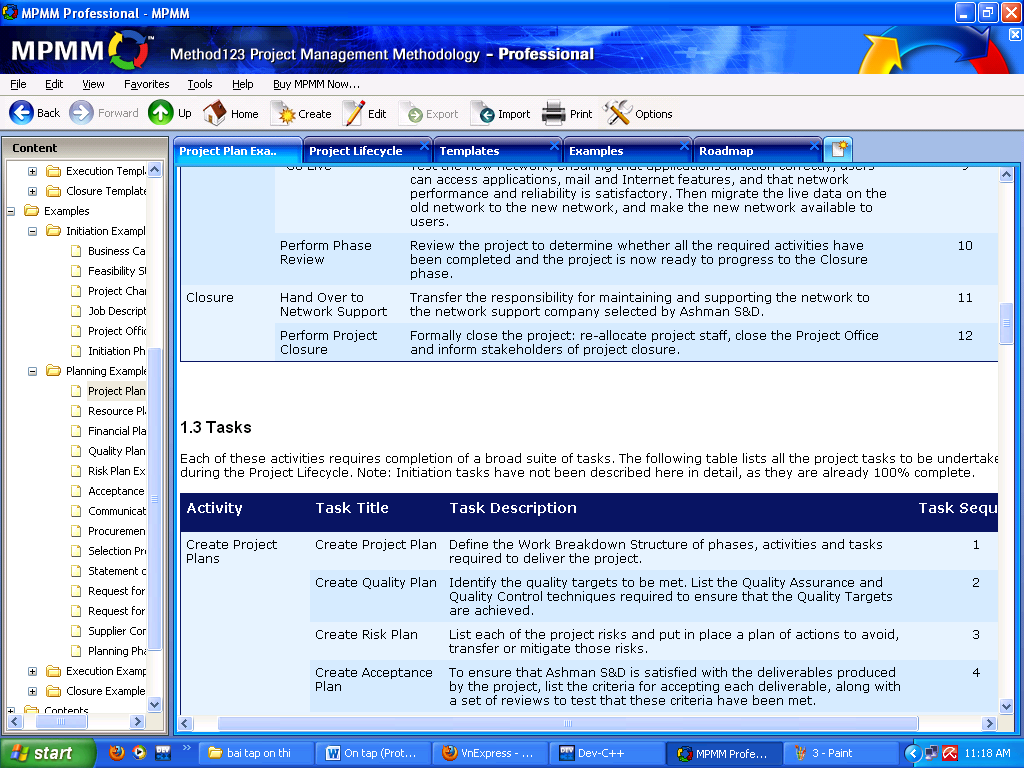 MPMM Professional - MPMM
MPMM™ Method123 Project Management Methodology – Professional
File Edit View Favorites Tools Help Buy MPMM Now...
Back Forward Up Home Create Edit Export Import Print Options
Content
Project Plan Exa.. Project Lifecycle Templates Examples Roadmap
Execution Templ
Closure Template
Examples
Initiation Exampl
Business Ca
Feasibility St
Project Char
Job Descript
Project Offic
Initiation Ph
Planning Example
Project Plan
Resource Pl
Financial Pla
Quality Plan
Risk Plan Ex
Acceptance
Communicat
Procuremen
Selection Pr
Statement o
Request for
Request for
Supplier Con
Planning Pha
Execution Examp
Closure Example
Contents
Go Live Test the new network, ensuring that applications function correctly, users 9
can access applications, mail and Internet features, and that network
performance and reliability is satisfactory. Then migrate the live data on the
old network to the new network, and make the new network available to
users.
Perform Phase Review the project to determine whether all the required activities have 10
Review been completed and the project is now ready to progress to the Closure
phase.
Closure Hand Over to Transfer the responsibility for maintaining and supporting the network to 11
Network Support the network support company selected by Ashman S&D.
Perform Project Formally close the project: re-allocate project staff, close the Project Office 12
Closure and inform stakeholders of project closure.
1.3 Tasks
Each of these activities requires completion of a broad suite of tasks. The following table lists all the project tasks to be undertake
during the Project Lifecycle. Note: Initiation tasks have not been described here in detail, as they are already 100% complete.
Activity Task Title Task Description Task Sequ
Create Project Create Project Plan Define the Work Breakdown Structure of phases, activities and tasks 1
Plans required to deliver the project.
Create Quality Plan Identify the quality targets to be met. List the Quality Assurance and 2
Quality Control techniques required to ensure that the Quality Targets
are achieved.
Create Risk Plan List each of the project risks and put in place a plan of actions to avoid, 3
transfer or mitigate those risks.
Create Acceptance To ensure that Ashman S&D is satisfied with the deliverables produced 4
Plan by the project, list the criteria for accepting each deliverable, along with
a set of reviews to test that these criteria have been met.
start bai tap on thi On tap (Prot... VnExpress - ... Dev-C++ MPMM Profe... 3 - Paint 11:18 AM